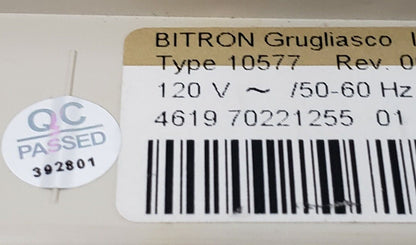 QC
PASSED
392801
BITRON Grugliasco
Type 10577 Rev. 0
120 V ~ /50-60 Hz
4619 70221255 01